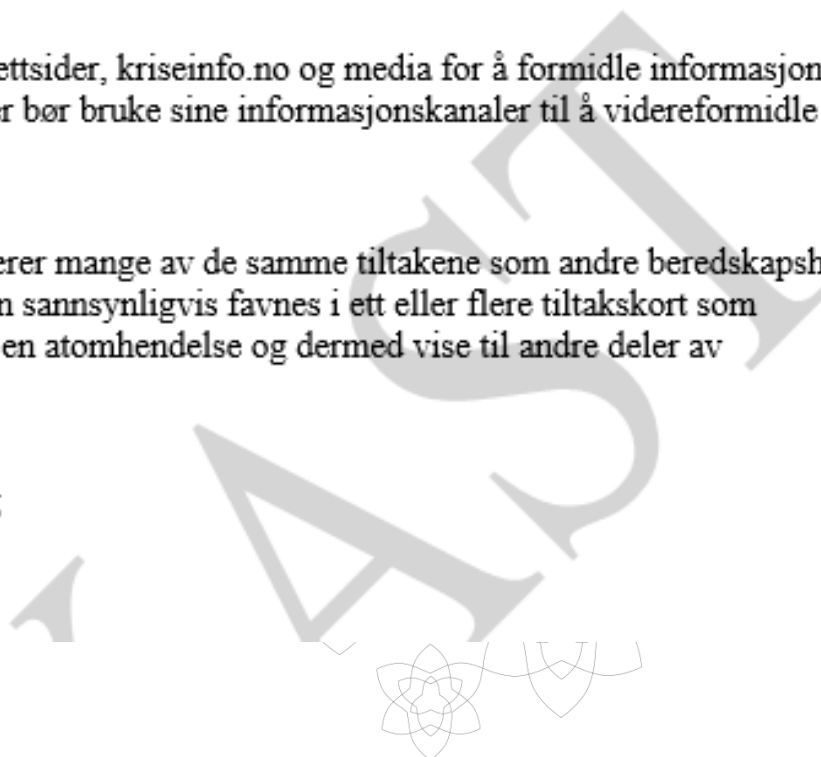 ettsider, kriseinfo.no og media for å formidle informasjon
r bør bruke sine informasjonskanaler til å videreformidle
erer mange av de samme tiltakene som andre beredskapsh
n sannsynligvis favnes i ett eller flere tiltakskort som
en atomhendelse og dermed vise til andre deler av
AST